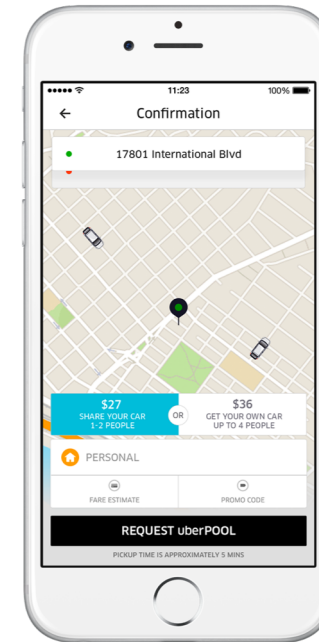 11:23
100%
Confirmation
17801 International Blvd
$27
SHARE YOUR CAR
1-2 PEOPLE
OR
$36
GET YOUR OWN CAR
UP TO 4 PEOPLE
PERSONAL
FARE ESTIMATE
PROMO CODE
REQUEST uberPOOL
PICKUP TIME IS APPROXIMATELY 5 MINS